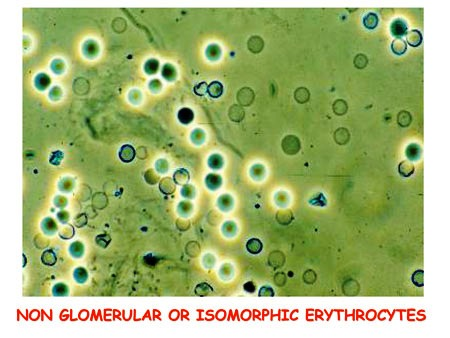 NON GLOMERULAR OR ISOMORPHIC ERYTHROCYTES